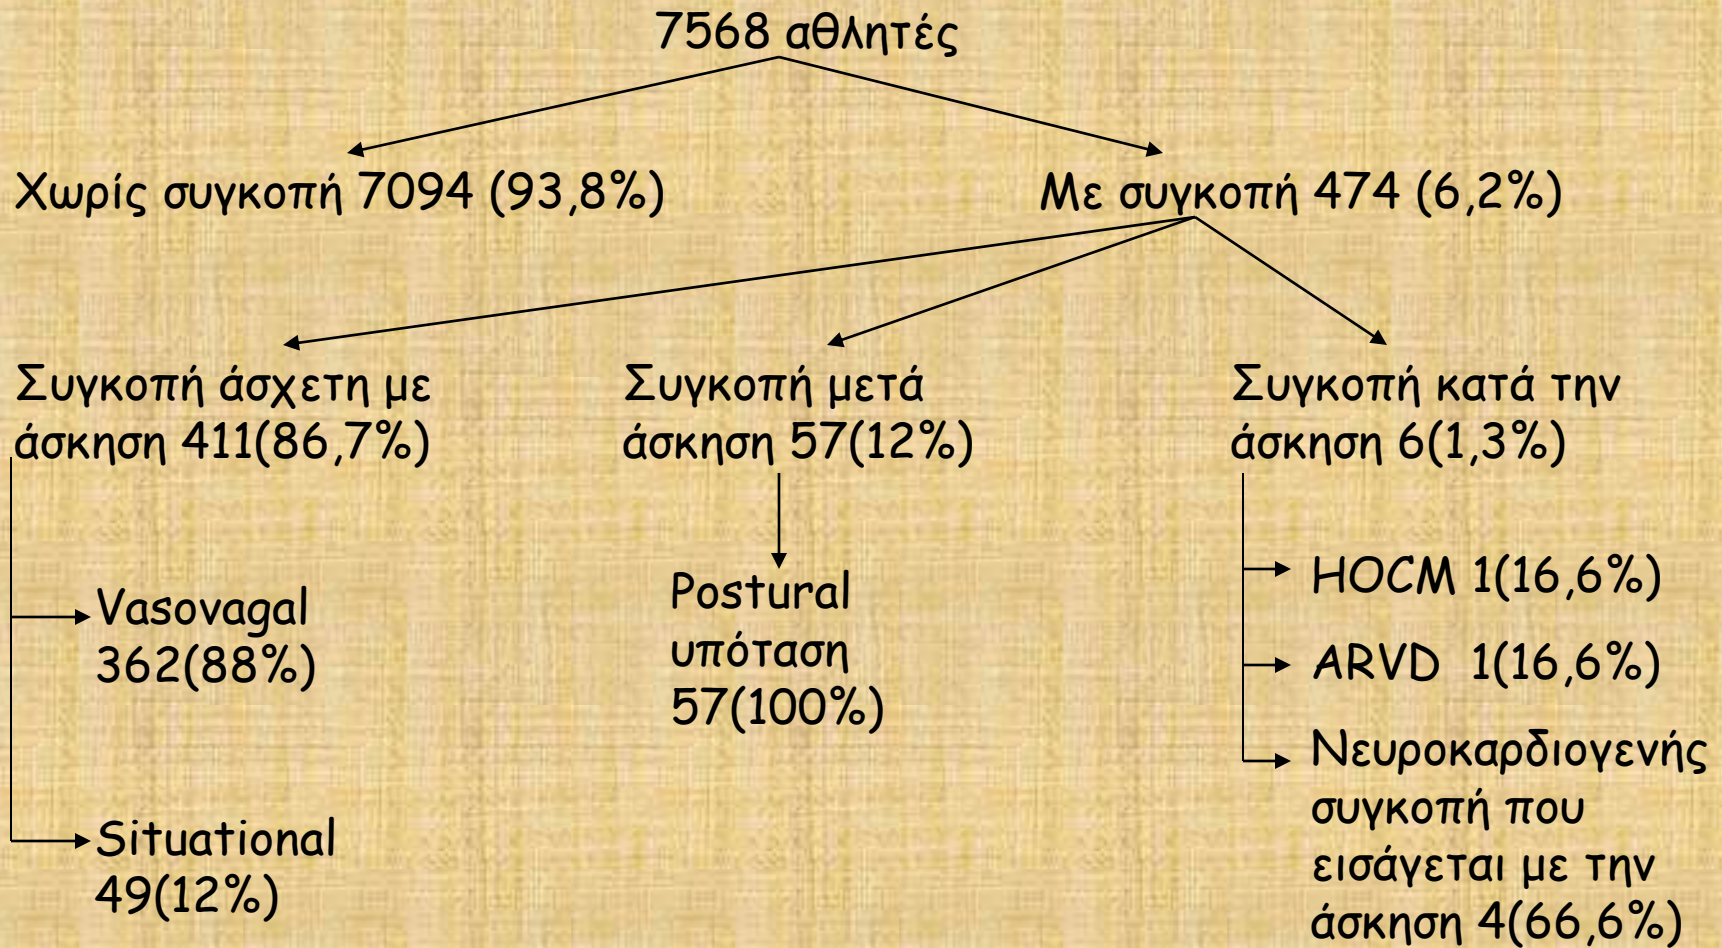 7568 αθλητές
Χωρίς συγκοπή 7094 (93,8%)
Με συγκοπή 474 (6,2%)
Συγκοπή άσχετη με
άσκηση 411(86,7%)
Vasovagal
362(88%)
Situational
49(12%)
Συγκοπή μετά
άσκηση 57(12%)
Postural
υπόταση
57(100%)
Συγκοπή κατά την
άσκηση 6(1,3%)
HOCM 1(16,6%)
ARVD 1(16,6%)
Νευροκαρδιογενής
συγκοπή που
εισάγεται με την
άσκηση 4(66,6%)